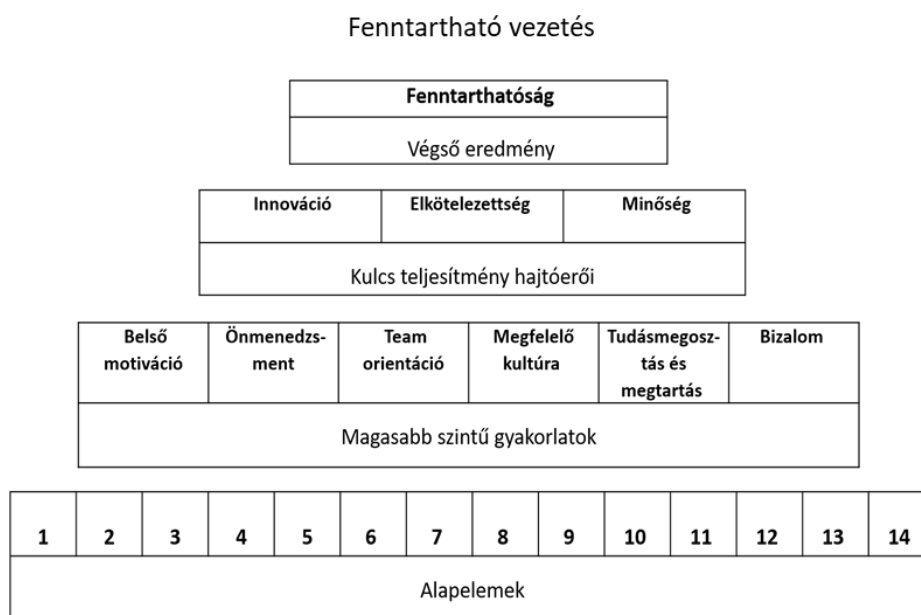 Fenntartható vezetés
Fenntarthatóság
Végső eredmény
Innováció
Elkötelezettség
Minőség
Kulcs teljesítmény hajtóerői
Belső
motiváció
Önmenedzs-
ment
Team
orientáció
Megfelelő
kultúra
Tudásmegosz-
tás és
megtartás
Bizalom
Magasabb szintű gyakorlatok
1 2 3 4 5 6 7 8 9 10 11 12 13 14
Alapelemek